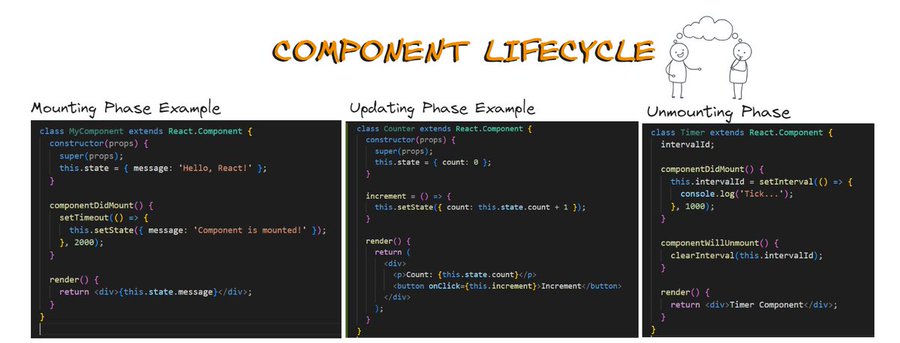 COMPONENT LIFECYCLE
Mounting Phase Example
class MyComponent extends React.Component {
  constructor(props) {
    super(props);
    this.state = { message: 'Hello, React!' };
  }

  componentDidMount() {
    setTimeout(() => {
      this.setState({ message: 'Component is mounted!' });
    }, 2000);
  }

  render() {
    return <div>{this.state.message}</div>;
  }
}
Updating Phase Example
class Counter extends React.Component {
  constructor(props) {
    super(props);
    this.state = { count: 0 };
  }

  increment = () => {
    this.setState({ count: this.state.count + 1 });
  }

  render() {
    return (
      <div>
        <p>Count: {this.state.count}</p>
        <button onClick={this.increment}>Increment</button>
      </div>
    );
  }
}
Unmounting Phase
class Timer extends React.Component {
  intervalId;

  componentDidMount() {
    this.intervalId = setInterval(() => {
      console.log('Tick...');
    }, 1000);
  }

  componentWillUnmount() {
    clearInterval(this.intervalId);
  }

  render() {
    return <div>Timer Component</div>;
  }
}